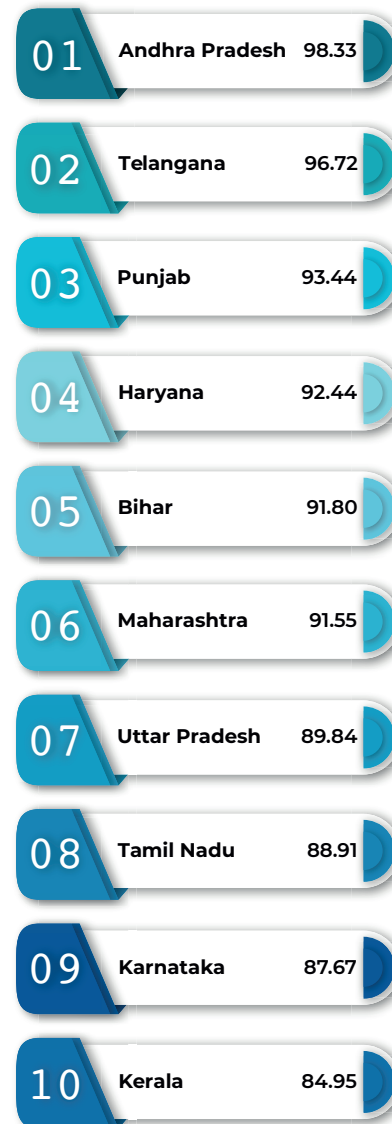 01 Andhra Pradesh 98.33
02 Telangana 96.72
03 Punjab 93.44
04 Haryana 92.44
05 Bihar 91.80
06 Maharashtra 91.55
07 Uttar Pradesh 89.84
08 Tamil Nadu 88.91
09 Karnataka 87.67
10 Kerala 84.95